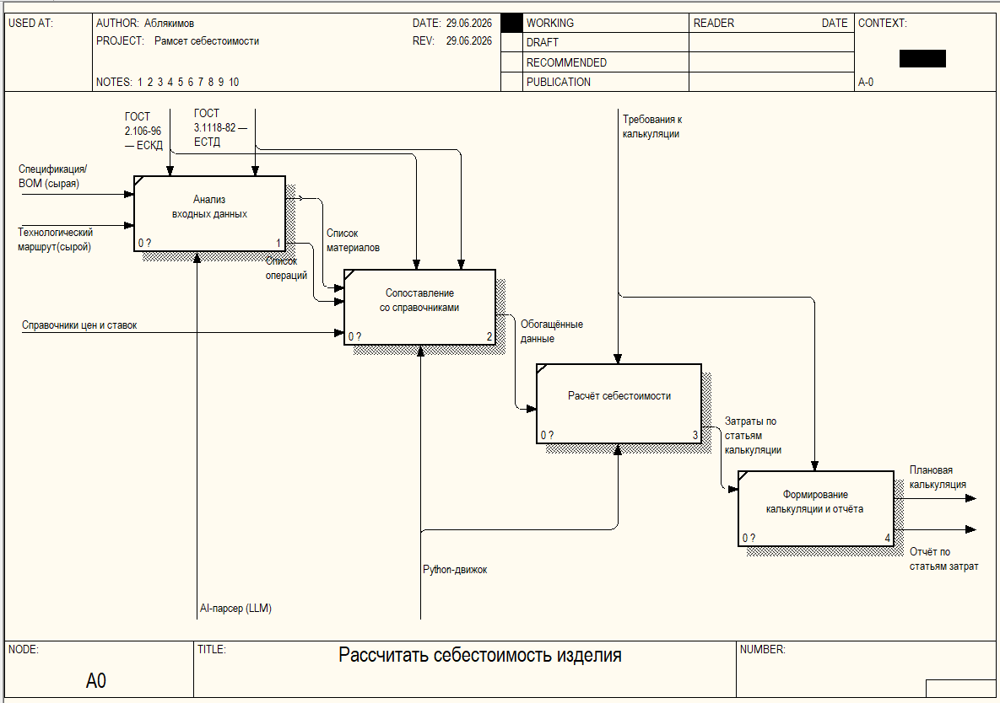 USED AT:
AUTHOR: Аблякимов
DATE: 29.06.2026
PROJECT: Рамсет себестоимости
REV: 29.06.2026
NOTES: 1 2 3 4 5 6 7 8 9 10
WORKING
DRAFT
RECOMMENDED
PUBLICATION
READER DATE
CONTEXT:
A-0
ГОСТ
2.106-96
— ЕСКД
ГОСТ
3.1118-82 —
ЕСТД
Требования к
калькуляции
Спецификация/
BOM (сырая)
Технологический
маршрут(сырой)
Анализ
входных данных
0 ? 1
Список
материалов
Список
операций
Справочники цен и ставок
Сопоставление
со справочниками
0 ? 2
Обогащённые
данные
Расчёт себестоимости
0 ? 3
Затраты по
статьям
калькуляции
Формирование
калькуляции и отчёта
0 ? 4
Плановая
калькуляция
Отчёт по
статьям затрат
Python-движок
AI-парсер (LLM)
NODE:
A0
TITLE:
Рассчитать себестоимость изделия
NUMBER: